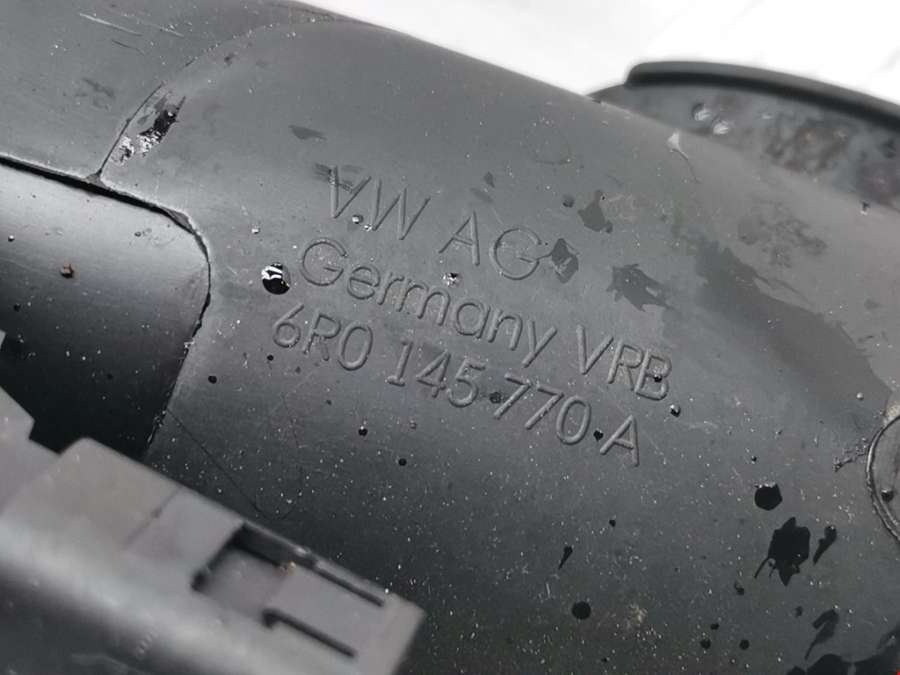 VW AG
Germany VRB
6R0 145 770 A